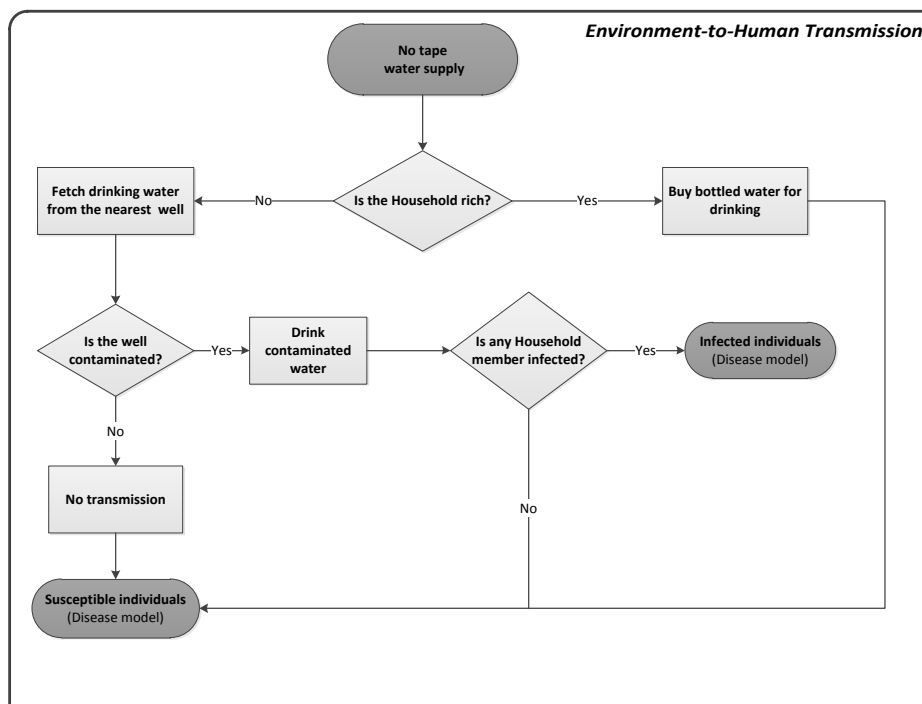 Environment-to-Human Transmission
No tape
water supply
Fetch drinking water
from the nearest well
No
Is the Household rich?
Yes
Buy bottled water for
drinking
Is the well
contaminated?
Yes
Drink
contaminated
water
Is any Household
member infected?
Yes
Infected individuals
(Disease model)
No
No transmission
No
Susceptible individuals
(Disease model)